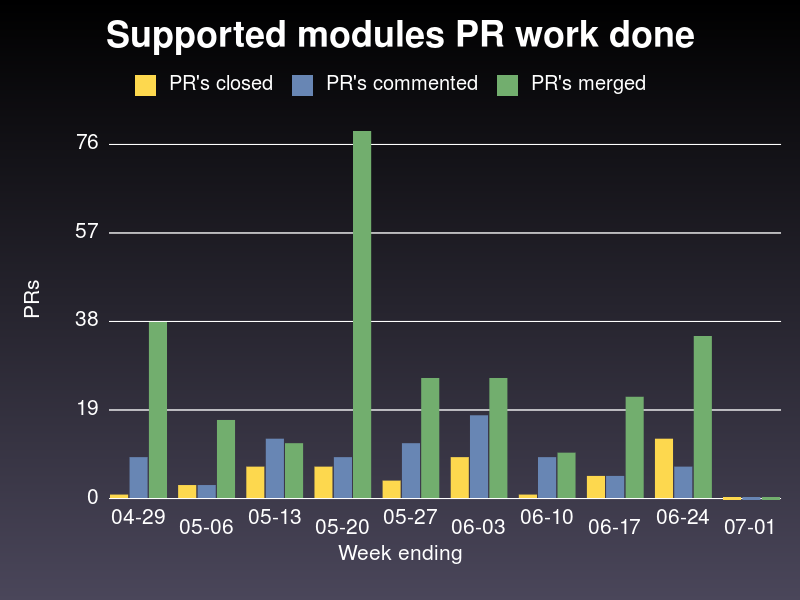 Supported modules PR work done
PR's closed PR's commented PR's merged
76
57
38
19
0
PRs
04-29 05-06 05-13 05-20 05-27 06-03 06-10 06-17 06-24 07-01
Week ending